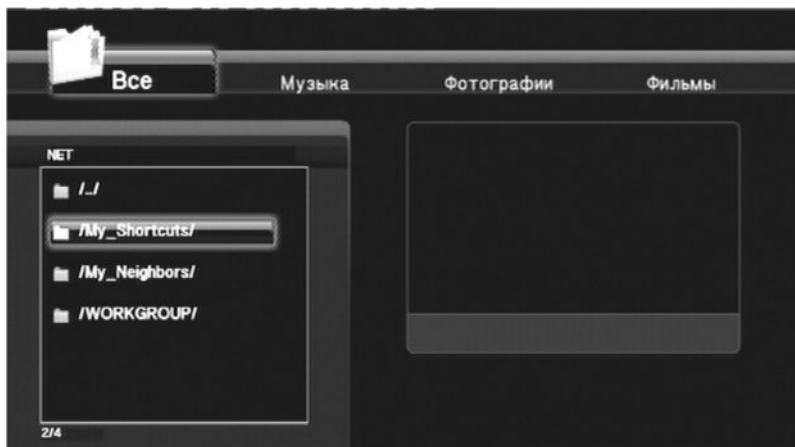 Все Музыка Фотографии Фильмы
NET
/../
/My_Shortcuts/
/My_Neighbors/
/WORKGROUP/
2/4